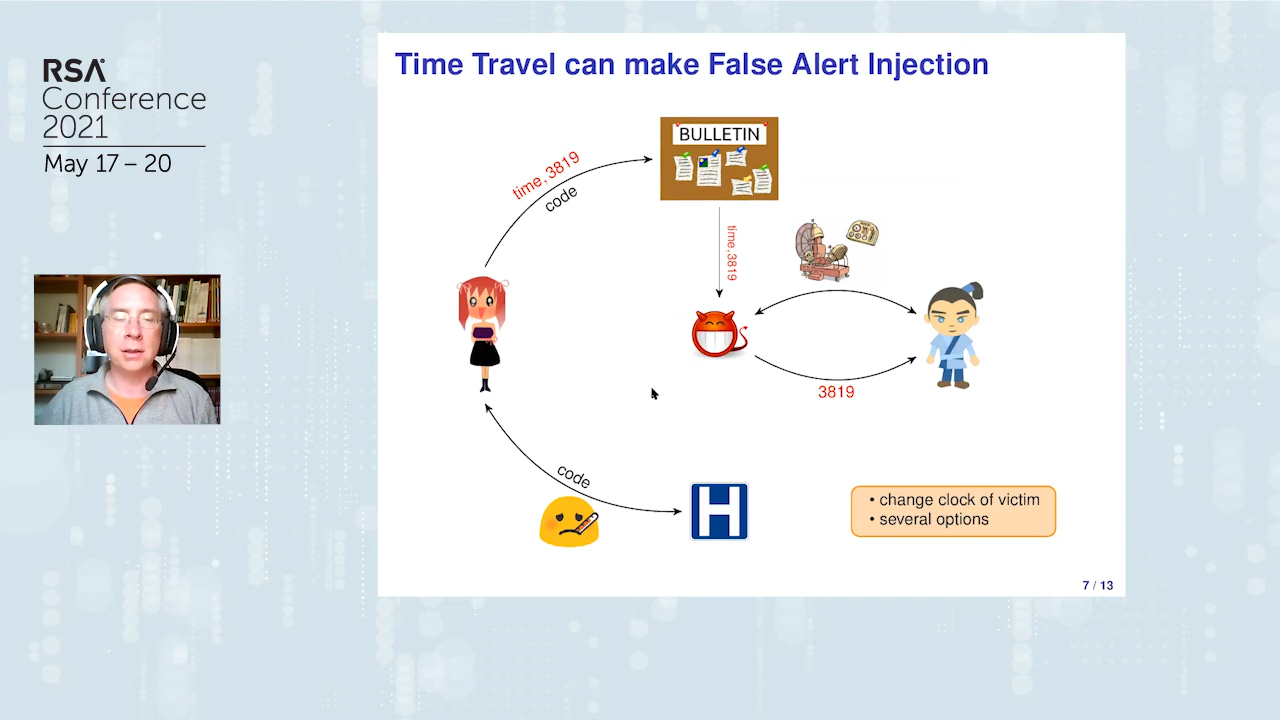 RSA
Conference
2021
May 17 – 20
Time Travel can make False Alert Injection
BULLETIN
time, 3819
code
time, 3819
3819
code
H
• change clock of victim
• several options
7 / 13